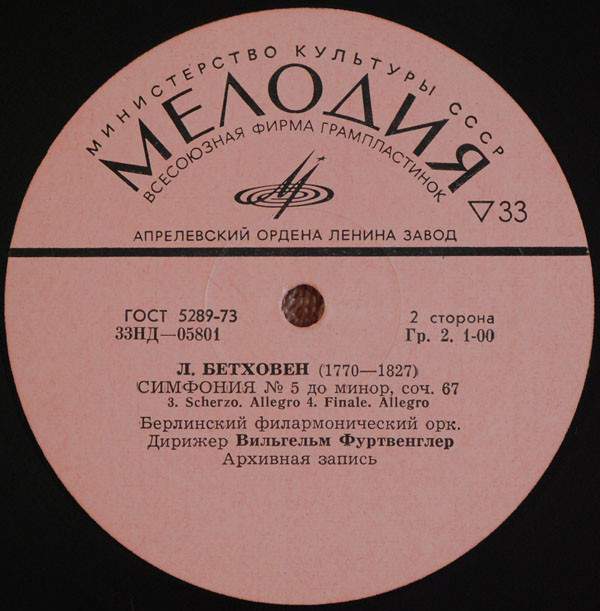 МИНИСТЕРСТВО КУЛЬТУРЫ СССР
МЕЛОДИЯ
ВСЕСОЮЗНАЯ ФИРМА ГРАМПЛАСТИНОК
▽33
АПРЕЛЕВСКИЙ ОРДЕНА ЛЕНИНА ЗАВОД
ГОСТ 5289-73
2 сторона
33НД—05801
Гр. 2. 1-00
Л. БЕТХОВЕН (1770—1827)
СИМФОНИЯ № 5 до минор, соч. 67
3. Scherzo. Allegro 4. Finale. Allegro
Берлинский филармонический орк.
Дирижер Вильгельм Фуртвенглер
Архивная запись